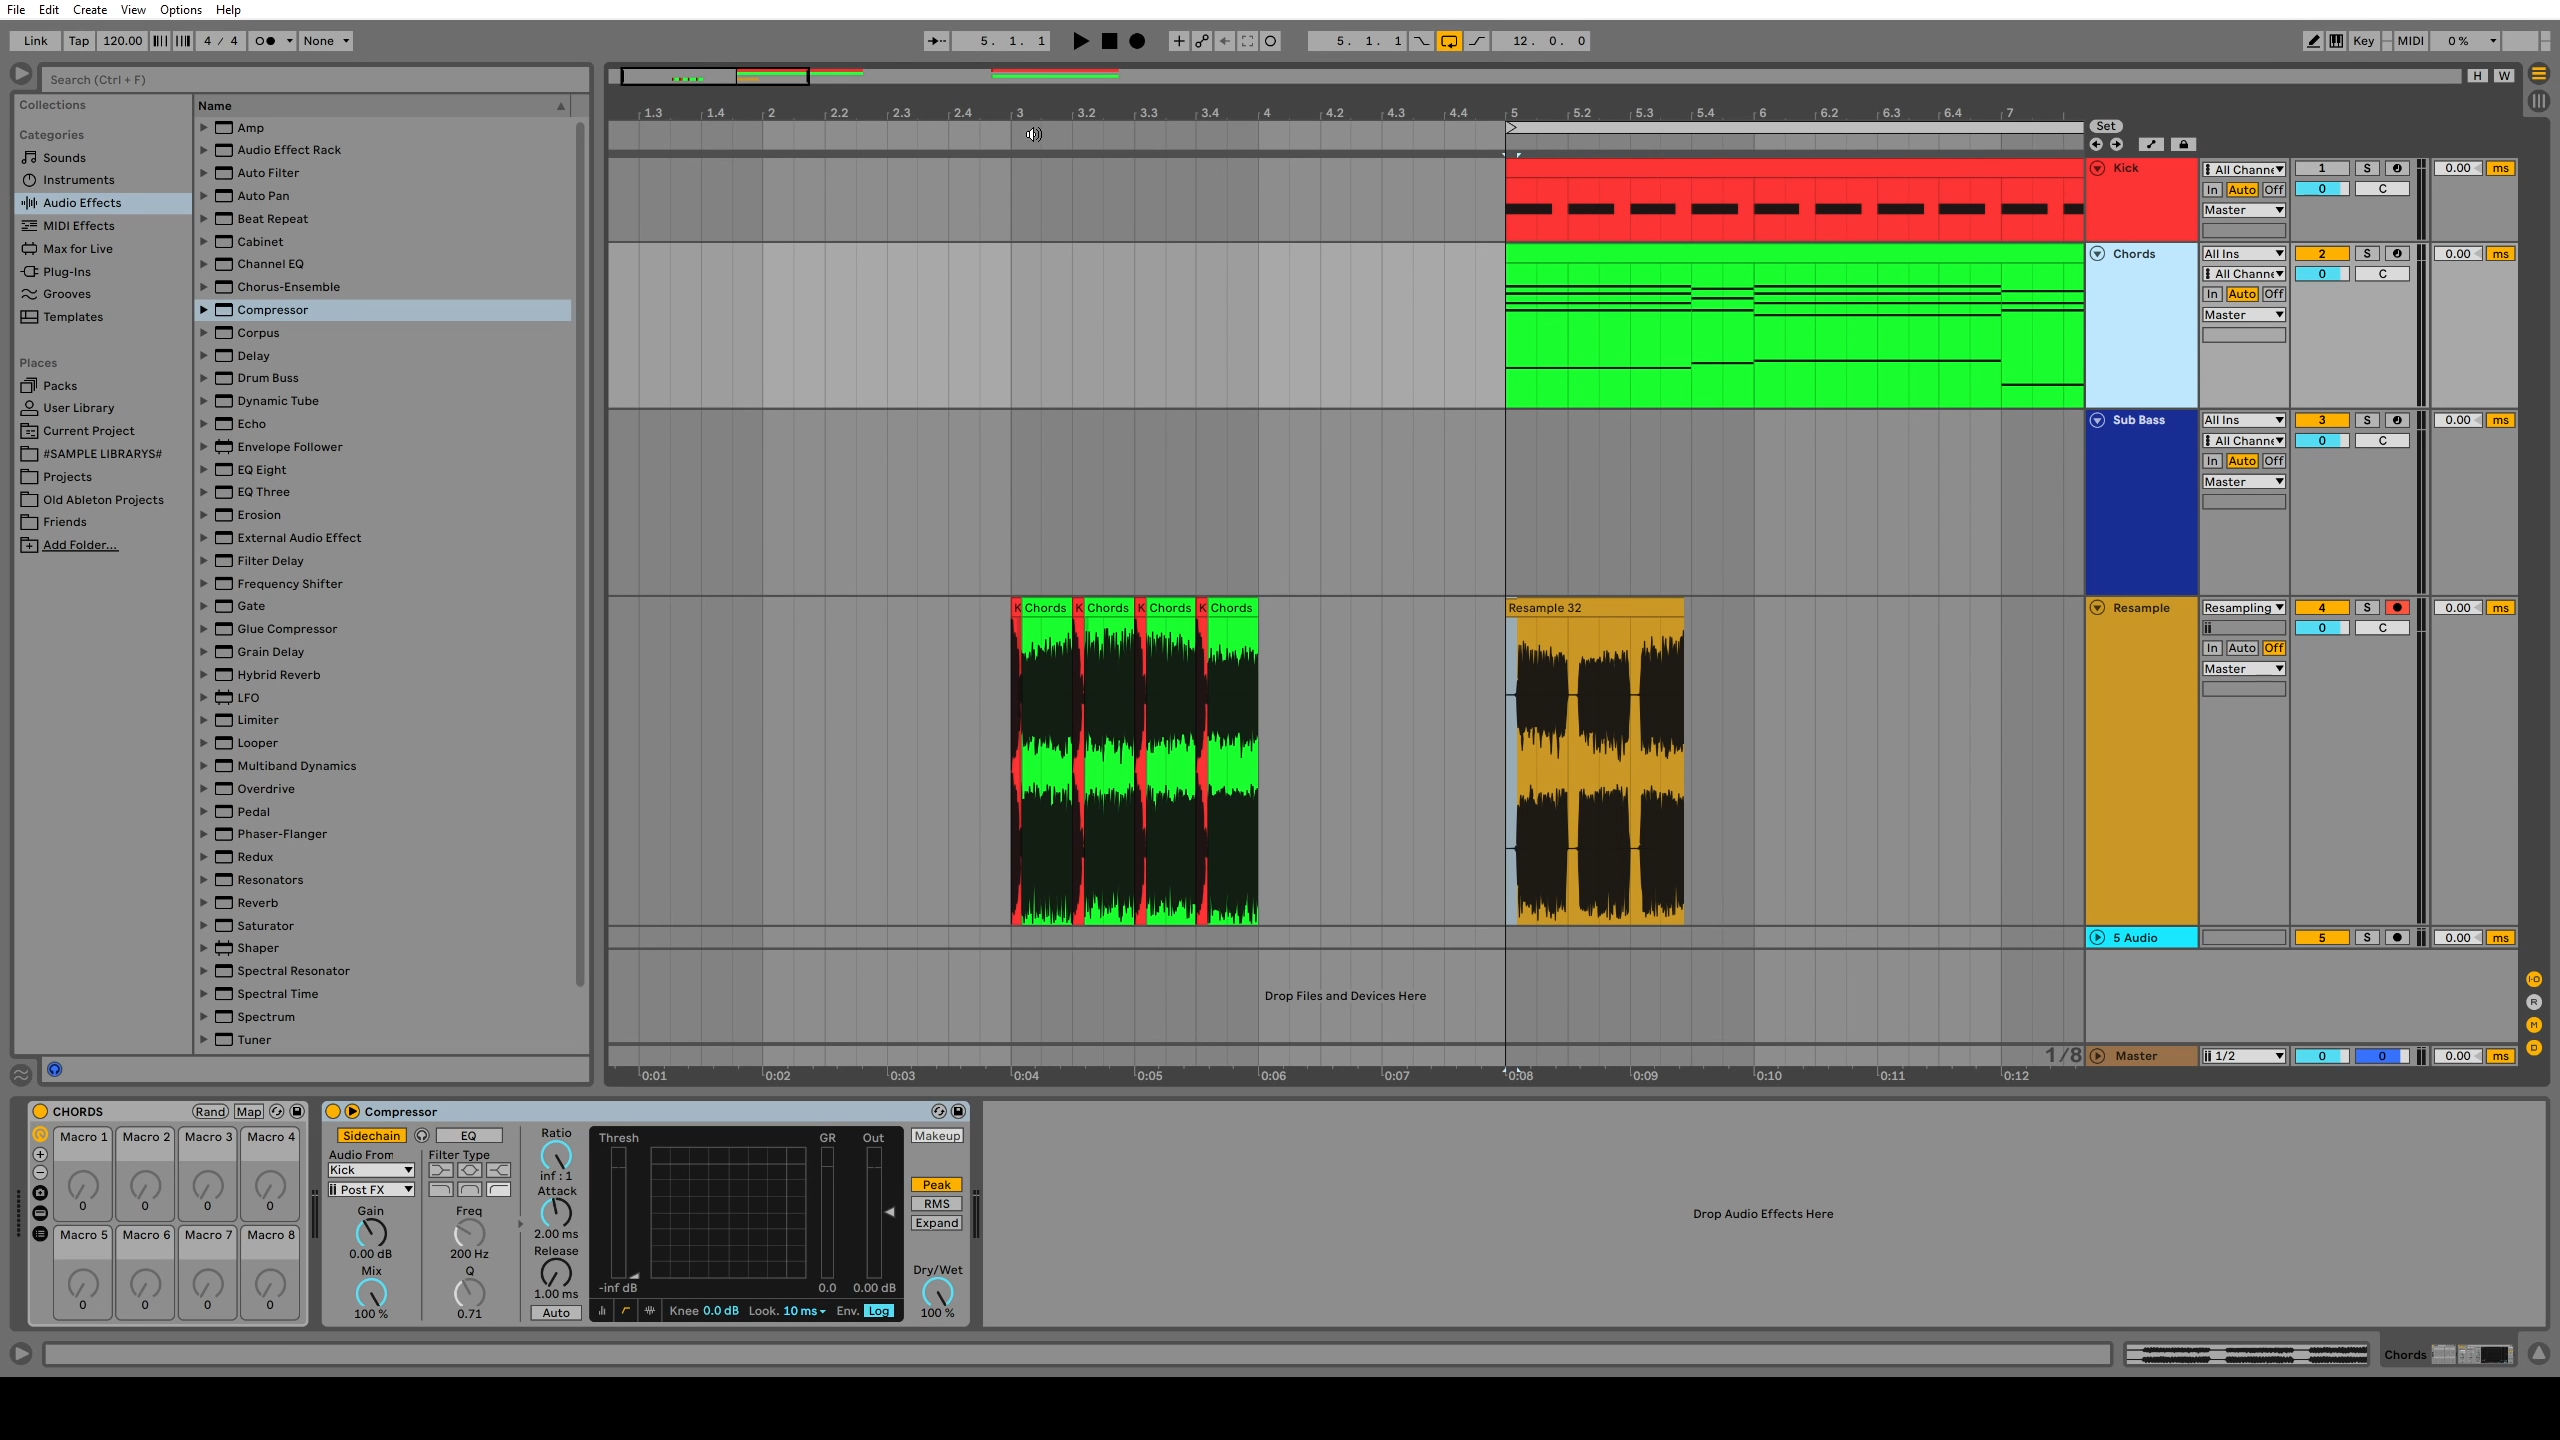 File Edit Create View Options Help
Link Tap 120.00 4 / 4 None 5. 1. 1 5. 1. 1 12. 0. 0 Key MIDI 0 %
Search (Ctrl + F)
H W
Collections
Categories
Sounds
Instruments
Audio Effects
MIDI Effects
Max for Live
Plug-Ins
Grooves
Templates
Places
Packs
User Library
Current Project
#SAMPLE LIBRARYS#
Projects
Old Ableton Projects
Friends
Add Folder...
Name
Amp
Audio Effect Rack
Auto Filter
Auto Pan
Beat Repeat
Cabinet
Channel EQ
Chorus-Ensemble
Compressor
Corpus
Delay
Drum Buss
Dynamic Tube
Echo
Envelope Follower
EQ Eight
EQ Three
Erosion
External Audio Effect
Filter Delay
Frequency Shifter
Gate
Glue Compressor
Grain Delay
Hybrid Reverb
LFO
Limiter
Looper
Multiband Dynamics
Overdrive
Pedal
Phaser-Flanger
Redux
Resonators
Reverb
Saturator
Shaper
Spectral Resonator
Spectral Time
Spectrum
Tuner
1.3 1.4 2 2.2 2.3 2.4 3 3.2 3.3 3.4 4 4.2 4.3 4.4 5 5.2 5.3 5.4 6 6.2 6.3 6.4 7
Set
Kick All Channe 1 S 0.00 ms
In Auto Off 0 C
Master
Chords All Ins 2 S 0.00 ms
All Channe 0 C
In Auto Off
Master
Sub Bass All Ins 3 S 0.00 ms
All Channe 0 C
In Auto Off
Master
K Chords K Chords K Chords K Chords Resample 32
Resample Resampling 4 S 0.00 ms
0 C
In Auto Off
Master
5 Audio 5 S 0.00 ms
Drop Files and Devices Here
I-O
R
M
D
1/8 Master 1/2 0 0 0.00 ms
0:01 0:02 0:03 0:04 0:05 0:06 0:07 0:08 0:09 0:10 0:11 0:12
CHORDS Rand Map
Macro 1 Macro 2 Macro 3 Macro 4
0 0 0 0
Macro 5 Macro 6 Macro 7 Macro 8
0 0 0 0
Compressor
Sidechain EQ
Audio From Filter Type
Kick
Post FX
Gain Freq
0.00 dB 200 Hz
Mix Q
100 % 0.71
Ratio
inf : 1
Attack
2.00 ms
Release
1.00 ms
Auto
Thresh GR Out
-inf dB 0.0 0.00 dB
Knee 0.0 dB Look. 10 ms Env. Log
Makeup
Peak
RMS
Expand
Dry/Wet
100 %
Drop Audio Effects Here
Chords